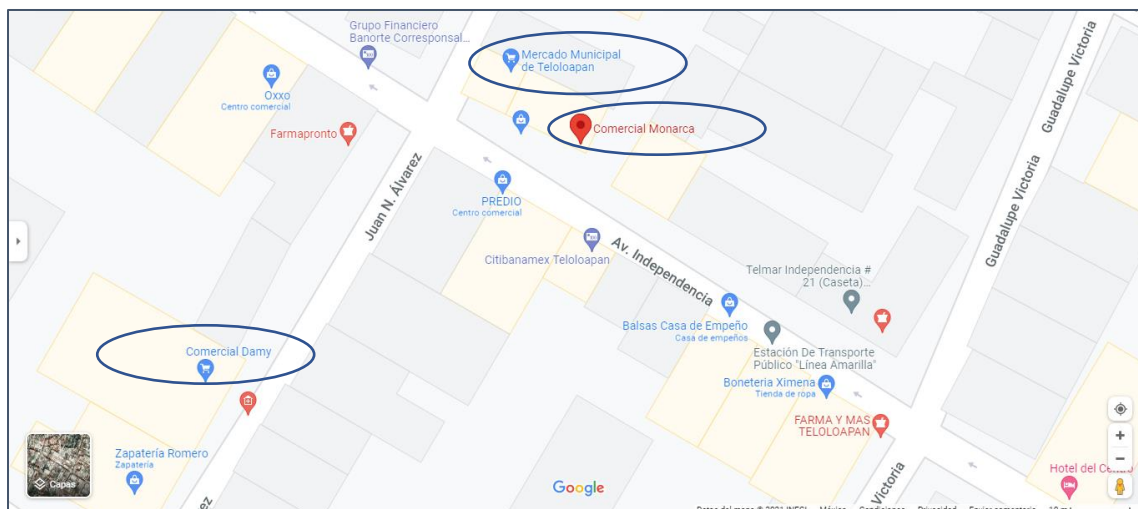 Grupo Financiero
Banorte Corresponsal...
Mercado Municipal
de Teloloapan
Oxxo
Centro comercial
Farmapronto
Comercial Monarca
Guadalupe Victoria
Guadalupe Victoria
Juan N. Álvarez
PREDIO
Centro comercial
Citibanamex Teloloapan
Av. Independencia
Telmar Independencia #
21 (Caseta)...
Balsas Casa de Empeño
Casa de empeños
Estación De Transporte
Público "Línea Amarilla"
Comercial Damy
Boneteria Ximena
Tienda de ropa
FARMA Y MAS
TELOLOAPAN
Zapatería Romero
Zapatería
Capas
Google
Victoria
Hotel del